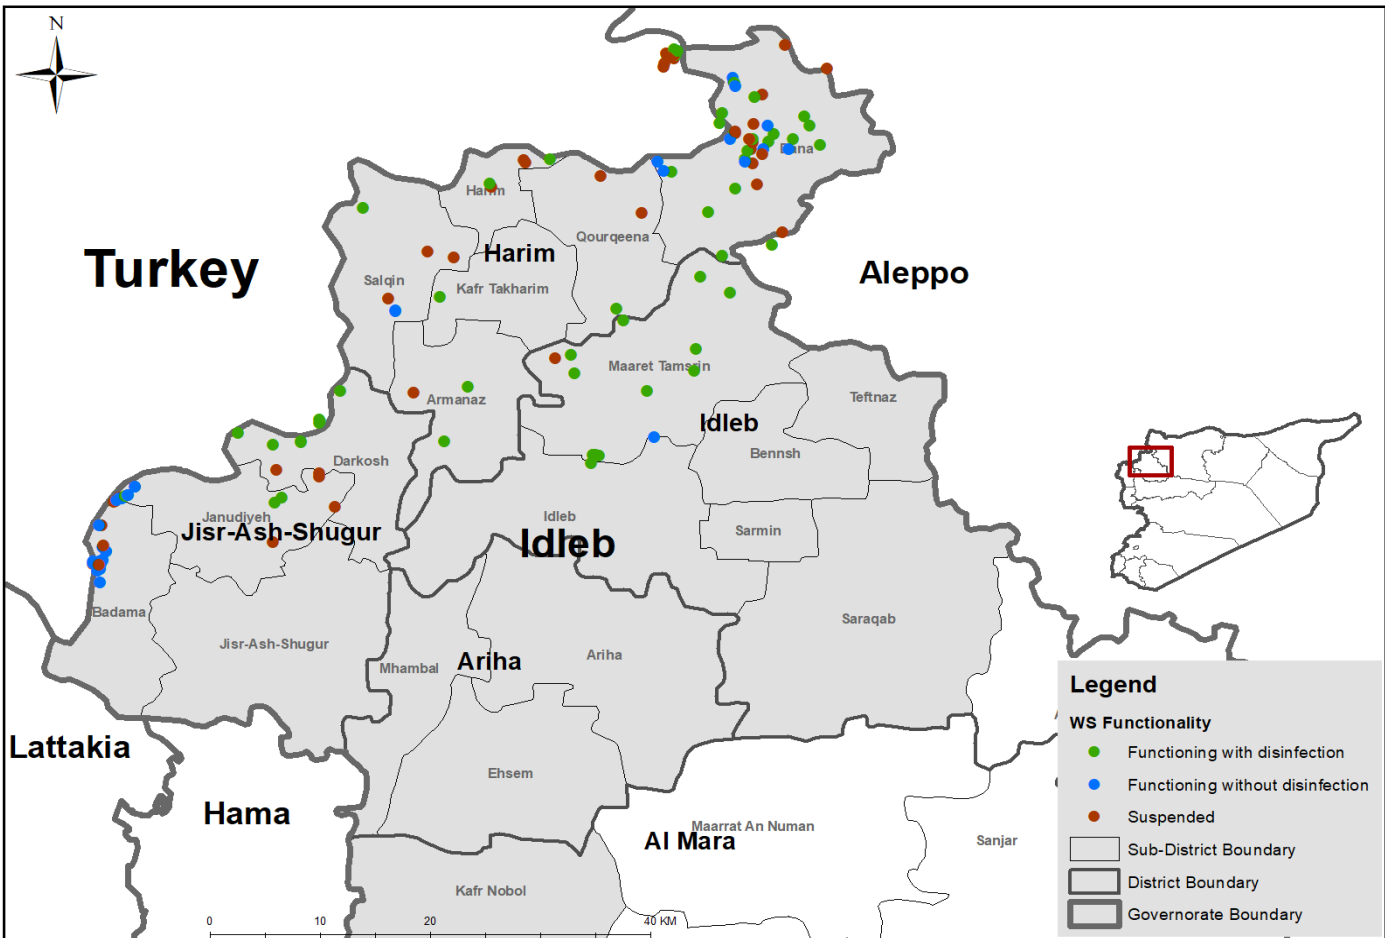 N
Turkey
Aleppo
Dana
Harim
Qourqeena
Harim
Salqin
Kafr Takharim
Maaret Tamsrin
Armanaz
Teftnaz
Idleb
Bennsh
Darkosh
Janudiyeh
Jisr-Ash-Shugur
Idleb
Sarmin
Idleb
Badama
Saraqab
Jisr-Ash-Shugur
Ariha
Ariha
Mhambal
Lattakia
Ehsem
Hama
Maarrat An Numan
Al Mara
Sanjar
Kafr Nobol
0 10 20 40 KM
Legend
WS Functionality
Functioning with disinfection
Functioning without disinfection
Suspended
Sub-District Boundary
District Boundary
Governorate Boundary